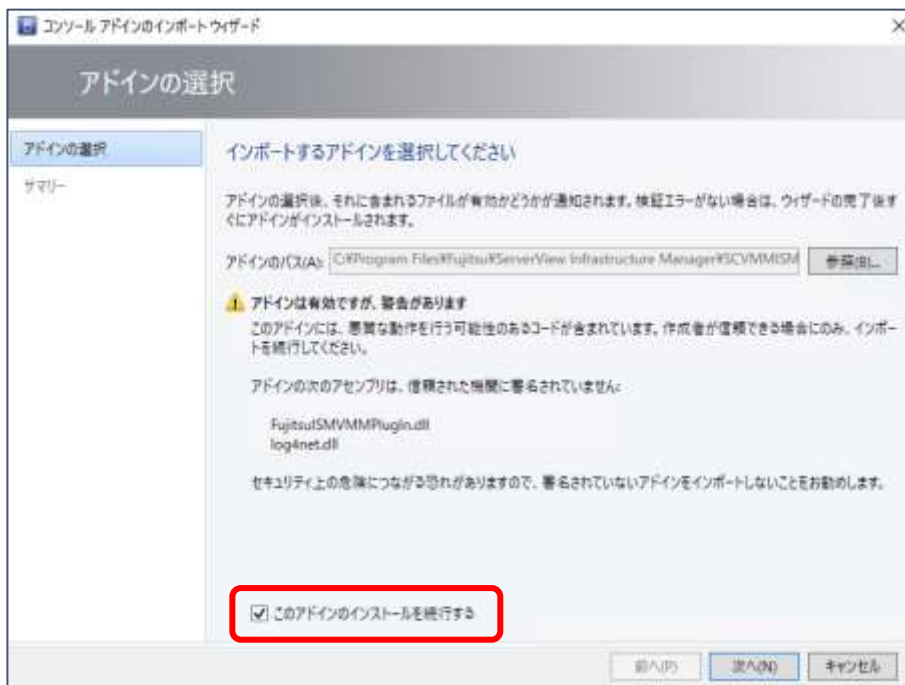 コンソール アドインのインポート ウィザード
アドインの選択
アドインの選択
サマリー
インポートするアドインを選択してください
アドインの選択後、それに含まれるファイルが有効かどうかが通知されます。検証エラーがない場合は、ウィザードの完了後す
ぐにアドインがインストールされます。
アドインのパス(A): C:¥Program Files¥Fujitsu¥ServerView Infrastructure Manager¥SCVMMISM 参照(B)...
アドインは有効ですが、警告があります
このアドインには、悪質な動作を行う可能性のあるコードが含まれています。作成者が信頼できる場合にのみ、インポー
トを続行してください。
アドインの次のアセンブリは、信頼された機関に署名されていません:
FujitsuISMVMMPlugIn.dll
log4net.dll
セキュリティ上の危険につながる恐れがありますので、署名されていないアドインをインポートしないことをお勧めします。
このアドインのインストールを続行する
前へ(P) 次へ(N) キャンセル